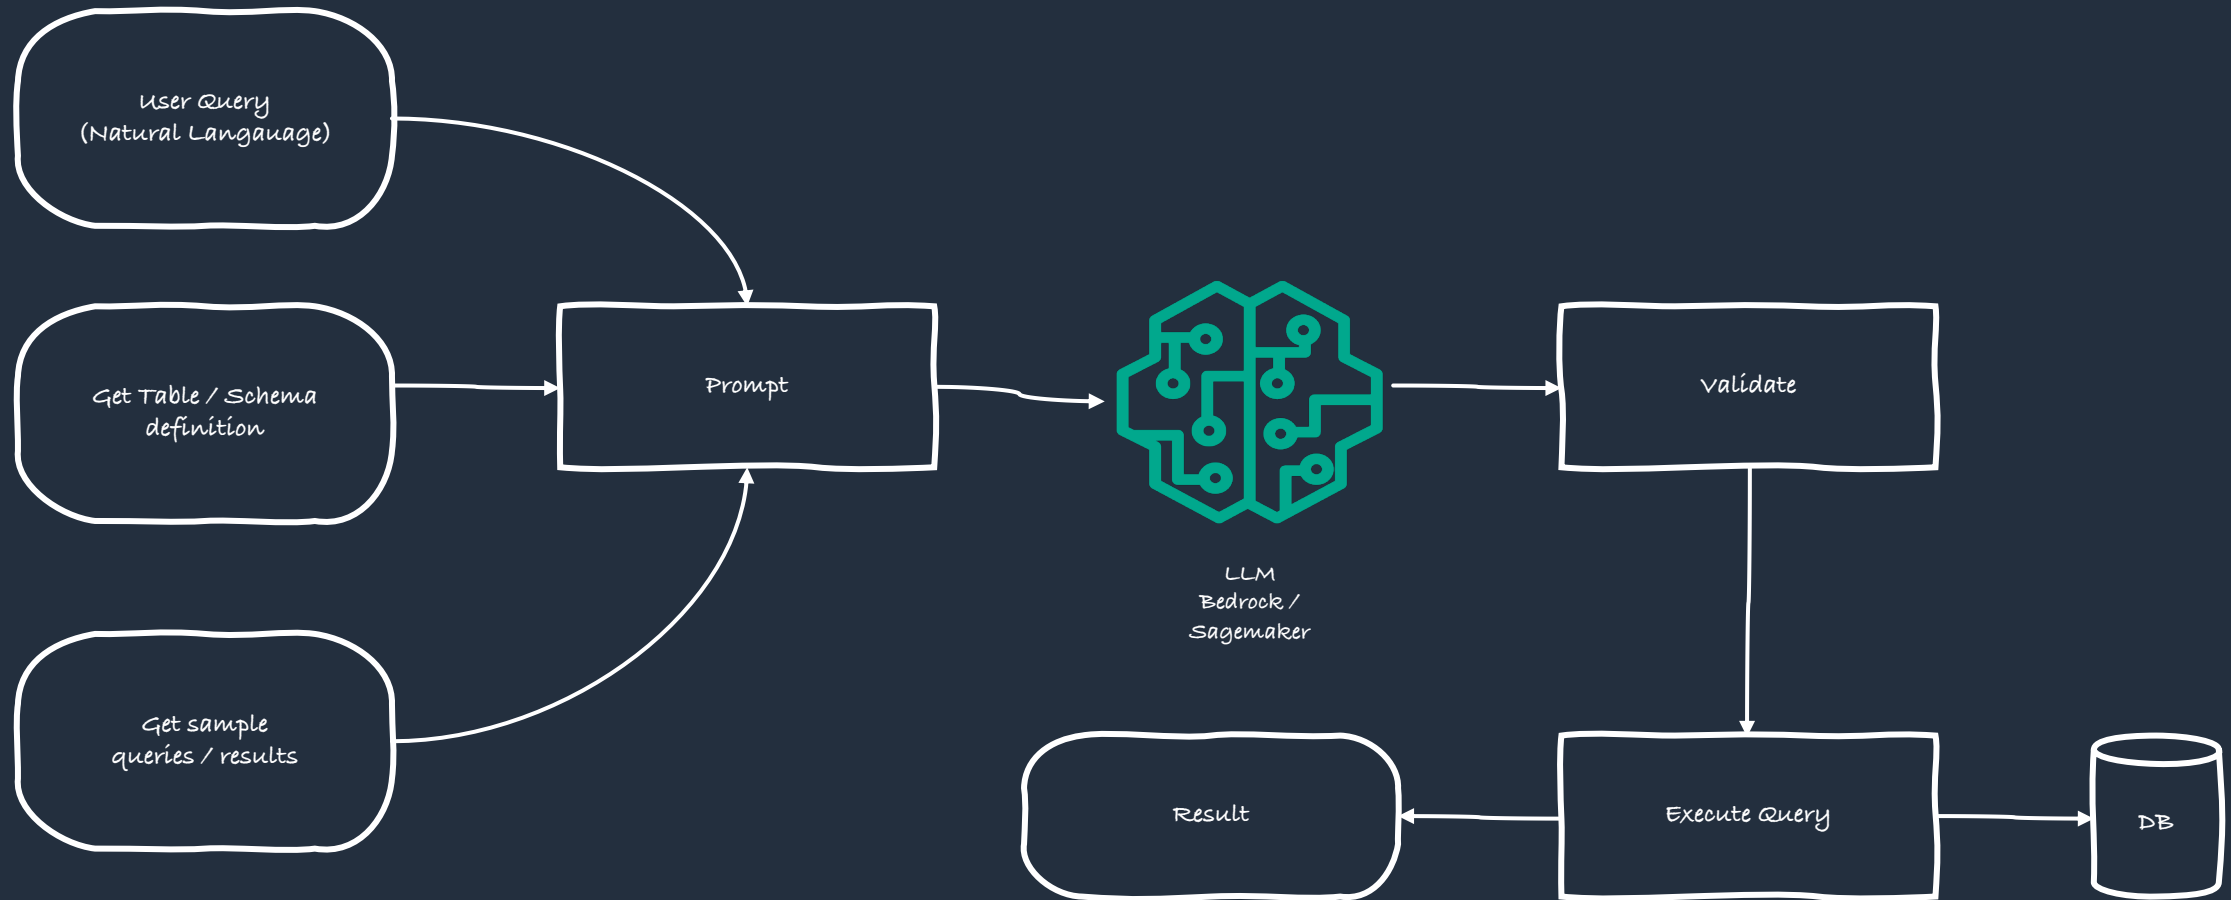 User Query
(Natural Langauage)
Get Table / Schema
definition
Prompt
Validate
LLM
Bedrock /
Sagemaker
Get sample
queries / results
Result
Execute Query
DB